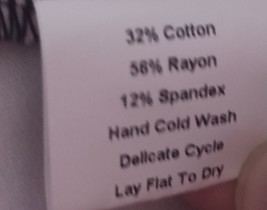 32% Cotton
56% Rayon
12% Spandex
Hand Cold Wash
Delicate Cycle
Lay Flat To Dry